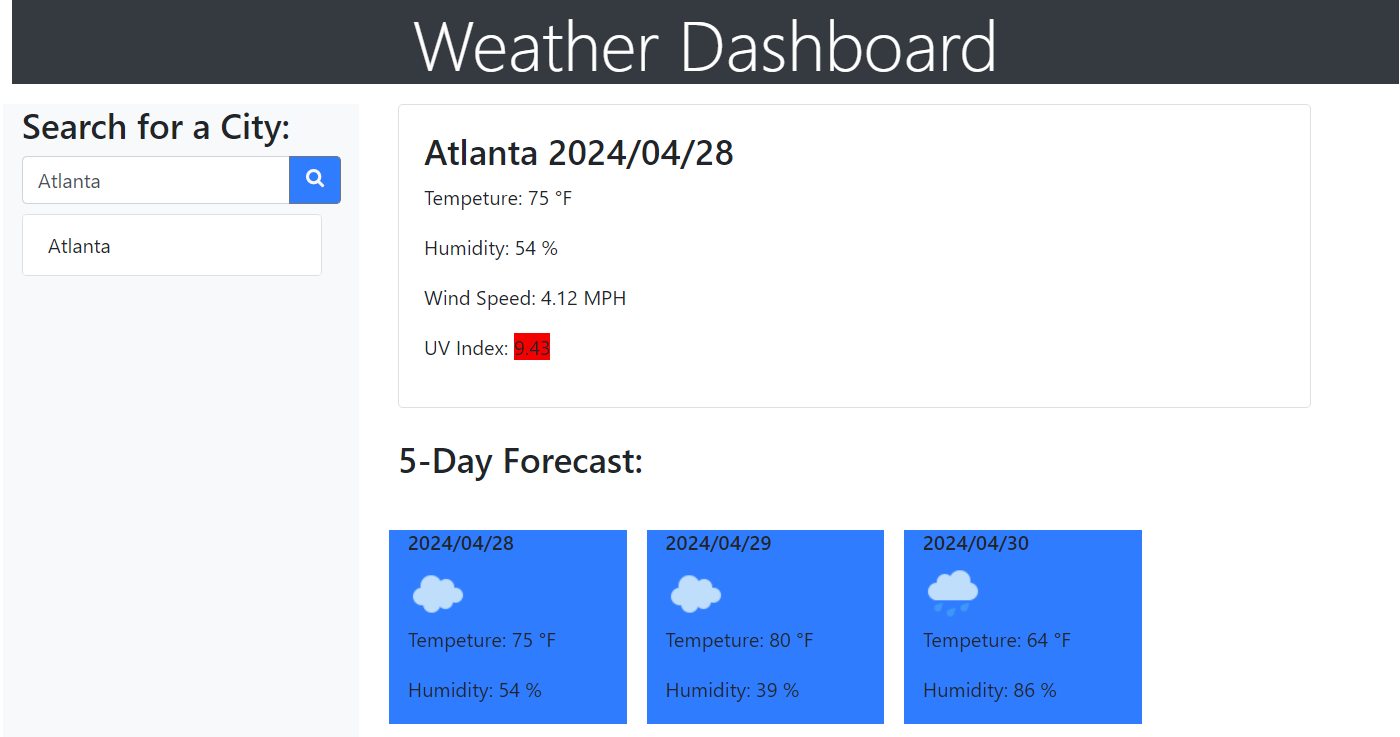 Weather Dashboard
Search for a City:
Atlanta
Atlanta
Atlanta 2024/04/28
Tempeture: 75 °F
Humidity: 54 %
Wind Speed: 4.12 MPH
UV Index: 9.43
5-Day Forecast:
2024/04/28
Tempeture: 75 °F
Humidity: 54 %
2024/04/29
Tempeture: 80 °F
Humidity: 39 %
2024/04/30
Tempeture: 64 °F
Humidity: 86 %